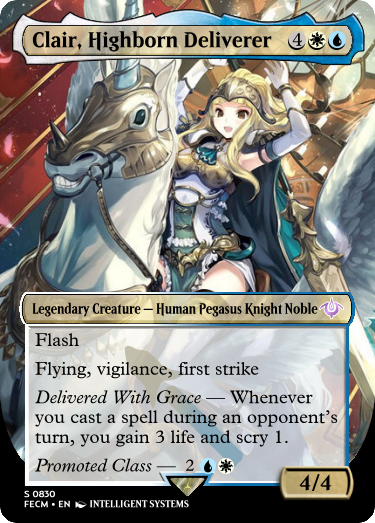 Clair, Highborn Deliverer 4
Legendary Creature — Human Pegasus Knight Noble
Flash
Flying, vigilance, first strike
Delivered With Grace — Whenever
you cast a spell during an opponent's
turn, you gain 3 life and scry 1.
Promoted Class — 2
4/4
S 0830
FECM • EN INTELLIGENT SYSTEMS